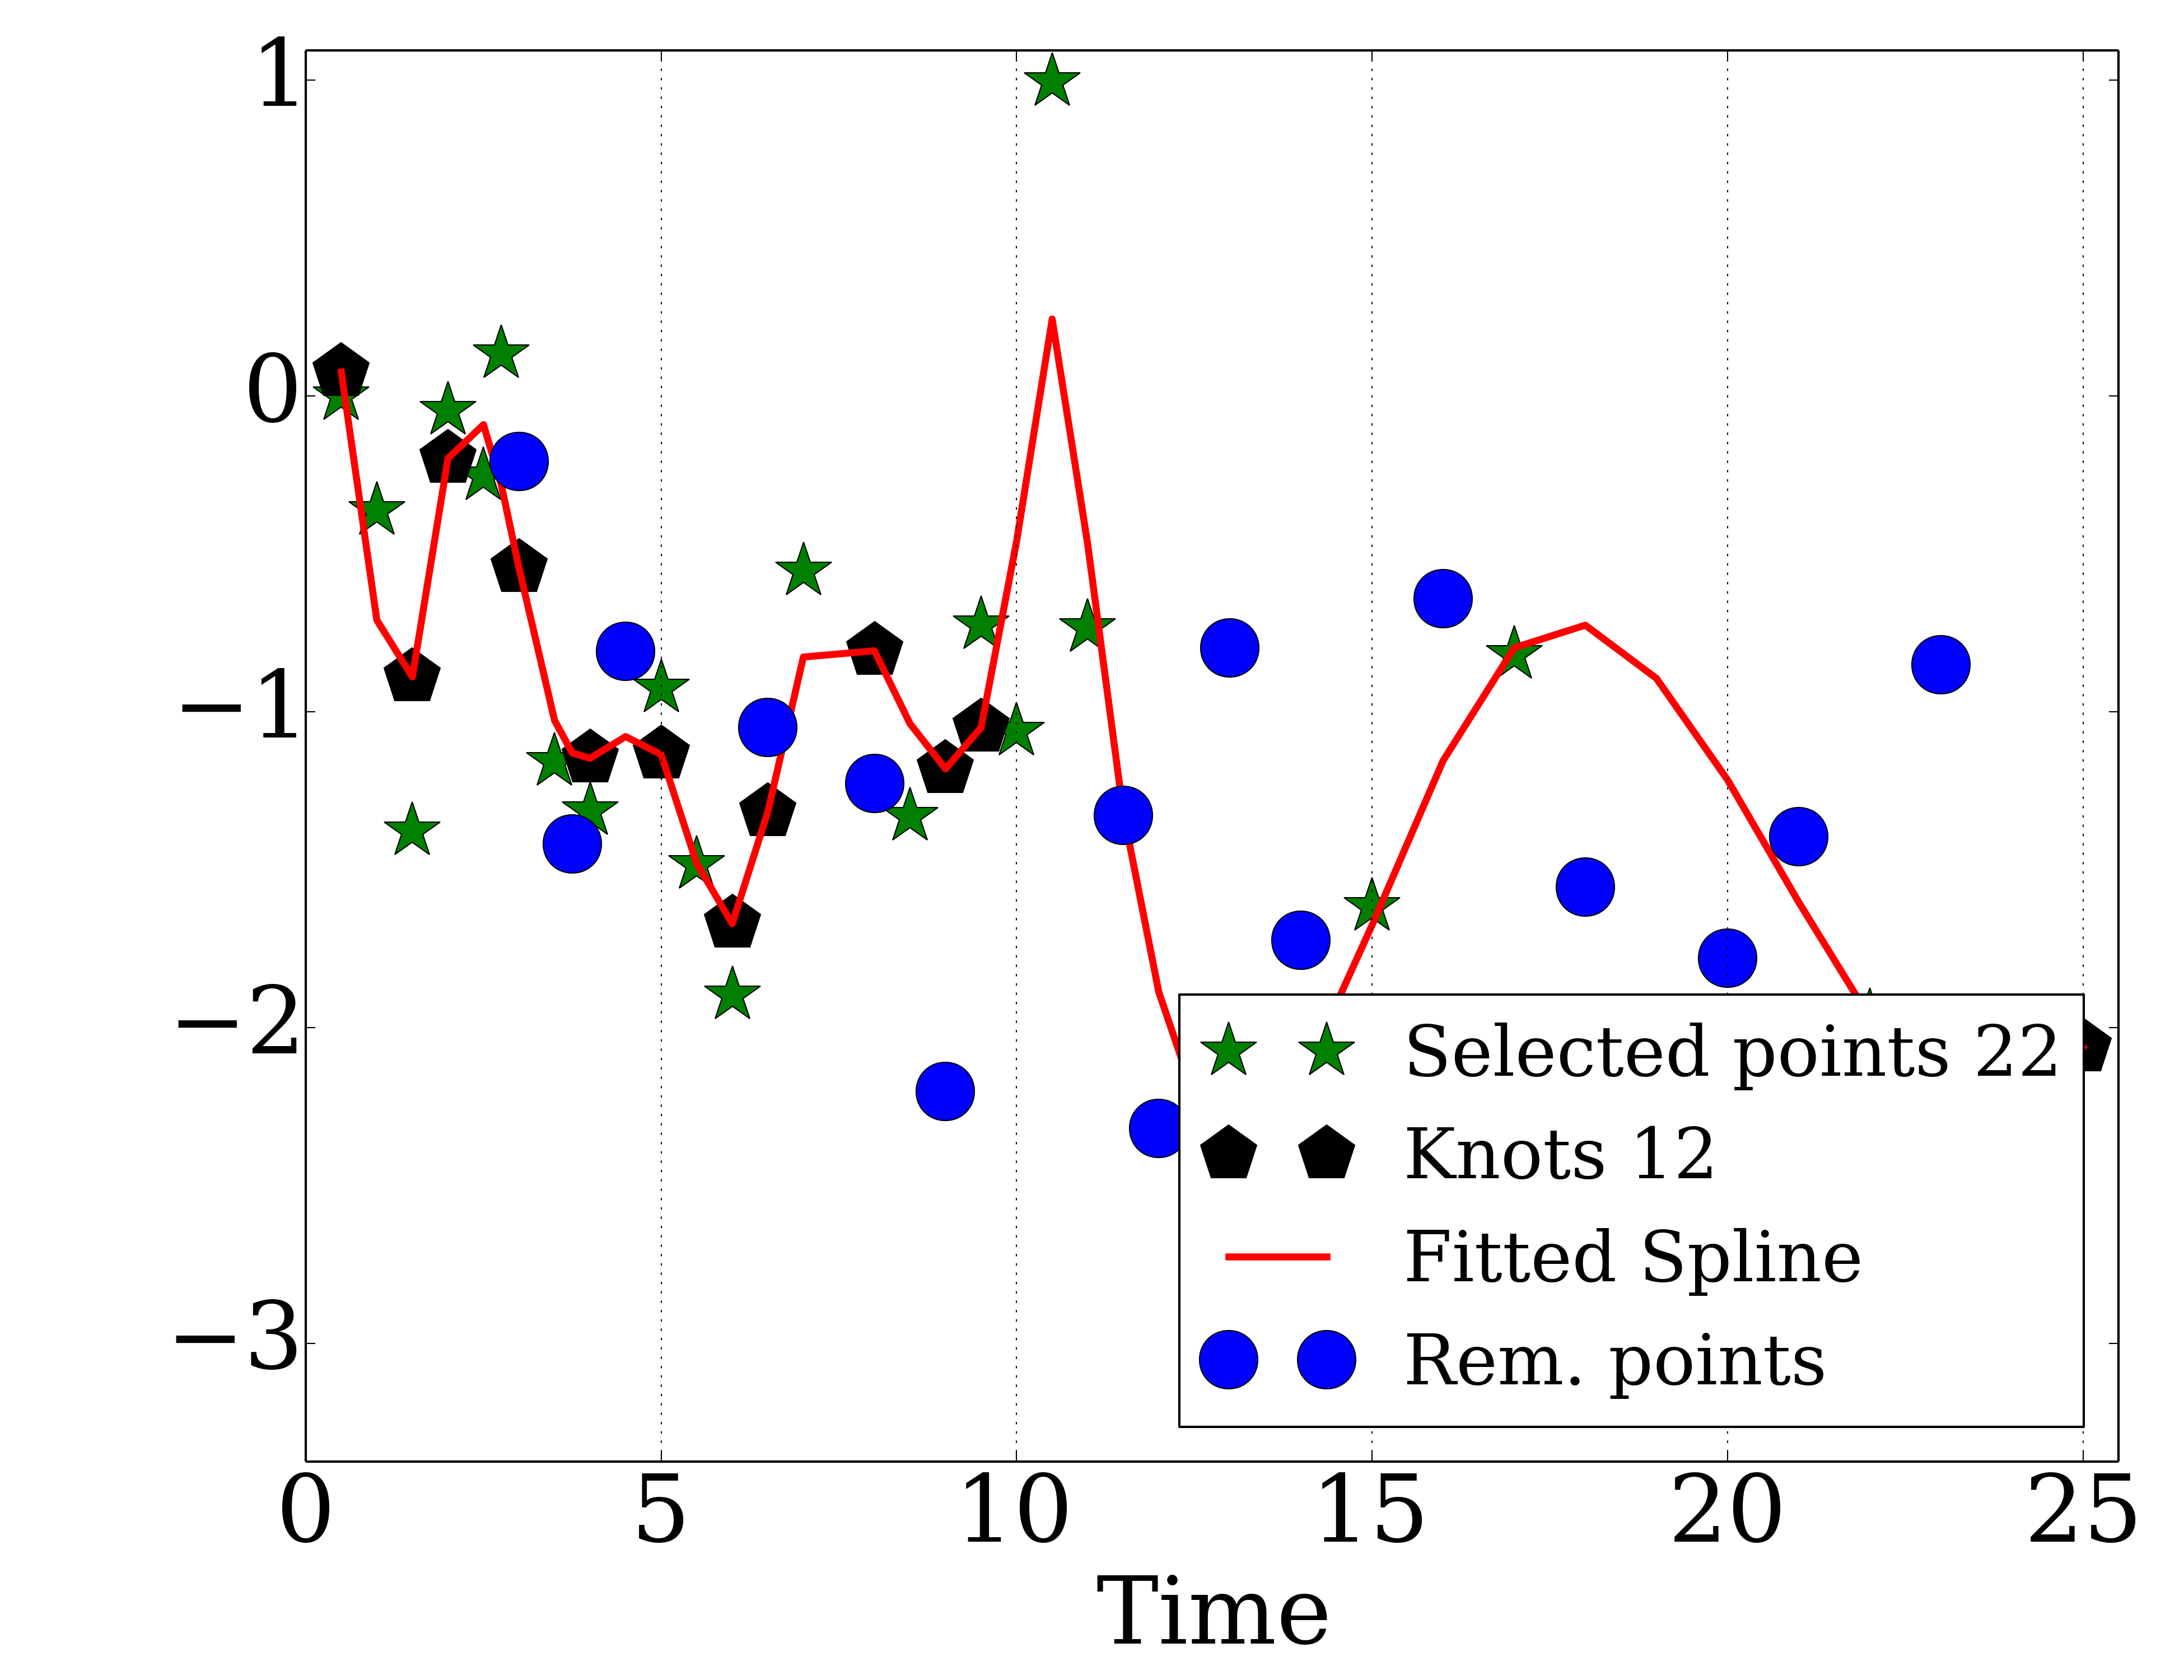 1
0
−1
−2
−3
Selected points 22
Knots 12
Fitted Spline
Rem. points
0 5 10 15 20 25
Time